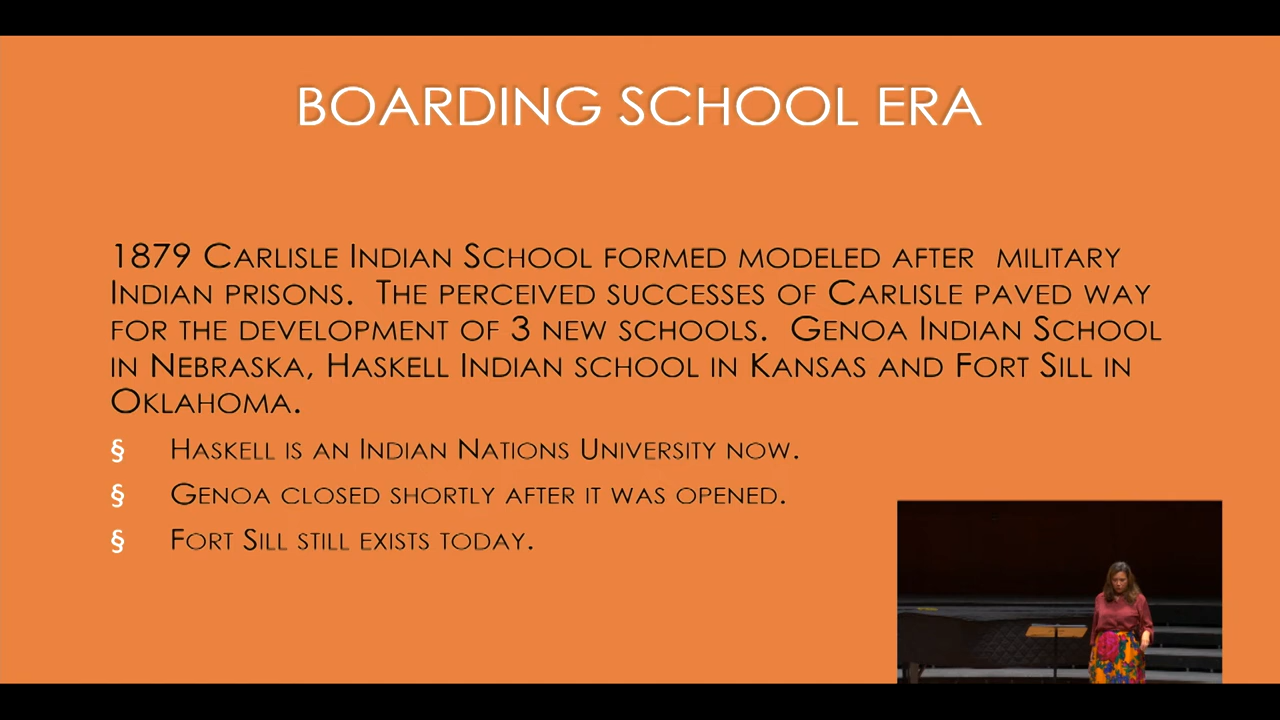 BOARDING SCHOOL ERA
1879 CARLISLE INDIAN SCHOOL FORMED MODELED AFTER MILITARY
INDIAN PRISONS. THE PERCEIVED SUCCESSES OF CARLISLE PAVED WAY
FOR THE DEVELOPMENT OF 3 NEW SCHOOLS. GENOA INDIAN SCHOOL
IN NEBRASKA, HASKELL INDIAN SCHOOL IN KANSAS AND FORT SILL IN
OKLAHOMA.
§ HASKELL IS AN INDIAN NATIONS UNIVERSITY NOW.
§ GENOA CLOSED SHORTLY AFTER IT WAS OPENED.
§ FORT SILL STILL EXISTS TODAY.